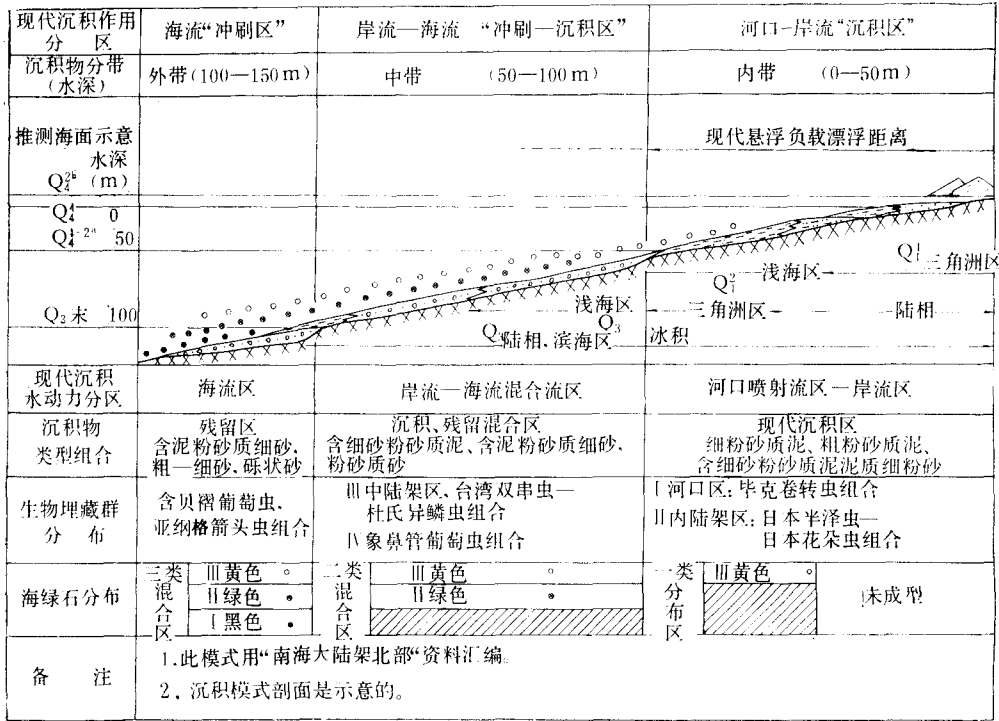 现代沉积作用
分 区
海流“冲刷区”
岸流—海流 “冲刷—沉积区”
河口-岸流“沉积区”
沉积物分带
(水深)
外带(100—150m)
中带 (50—100m)
内带 (0—50m)
推测海面示意
水深
(m)
现代悬浮负载漂浮距离
0
50
Q₃末 100
浅海区
Q₃
陆相、滨海区
冰积
三角洲区
浅海区
三角洲区
陆相
现代沉积
水动力分区
海流区
岸流—海流混合流区
河口喷射流区—岸流区
沉积物
类型组合
残留区
含泥粉砂质细砂,
粗—细砂,砾状砂
沉积、残留混合区
含细砂粉砂质泥、含泥粉砂质细砂,
粉砂质砂
现代沉积区
细粉砂质泥、粗粉砂质泥、
含细砂粉砂质泥泥质细粉砂
生物埋藏群
分 布
含贝褶葡萄虫,
亚纲格箭头虫组合
Ⅲ中陆架区,台湾双串虫—
杜氏异鳞虫组合
Ⅳ象鼻管葡萄虫组合
Ⅰ河口区:毕克卷转虫组合
Ⅱ内陆架区:日本半泽虫—
日本花朵虫组合
海绿石分布
三类混合区
Ⅲ黄色
Ⅱ绿色
Ⅰ黑色
二类混合区
Ⅲ黄色
Ⅱ绿色
一类分布区
Ⅲ黄色
未成型
备 注
1.此模式用“南海大陆架北部“资料汇编。
2.沉积模式剖面是示意的。